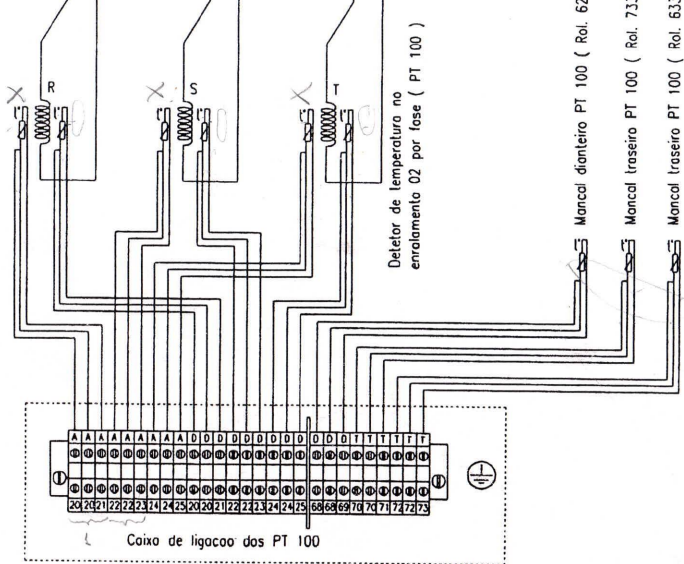 R
S
T
t°
t°
t°
t°
t°
t°
Detetor de temperatura no
enrolamento 02 por fase ( PT 100 )
Mancal dianteiro PT 100 ( Rol. 62
Mancal traseiro PT 100 ( Rol. 73
Mancal traseiro PT 100 ( Rol. 633
t°
t°
t°
A A A A A A A A A D D D D D D D D D D D D T T T T T T
20 20 21 22 22 23 24 24 25 20 20 21 22 22 23 24 24 25 68 68 69 70 70 71 72 72 73
Caixa de ligacao dos PT 100